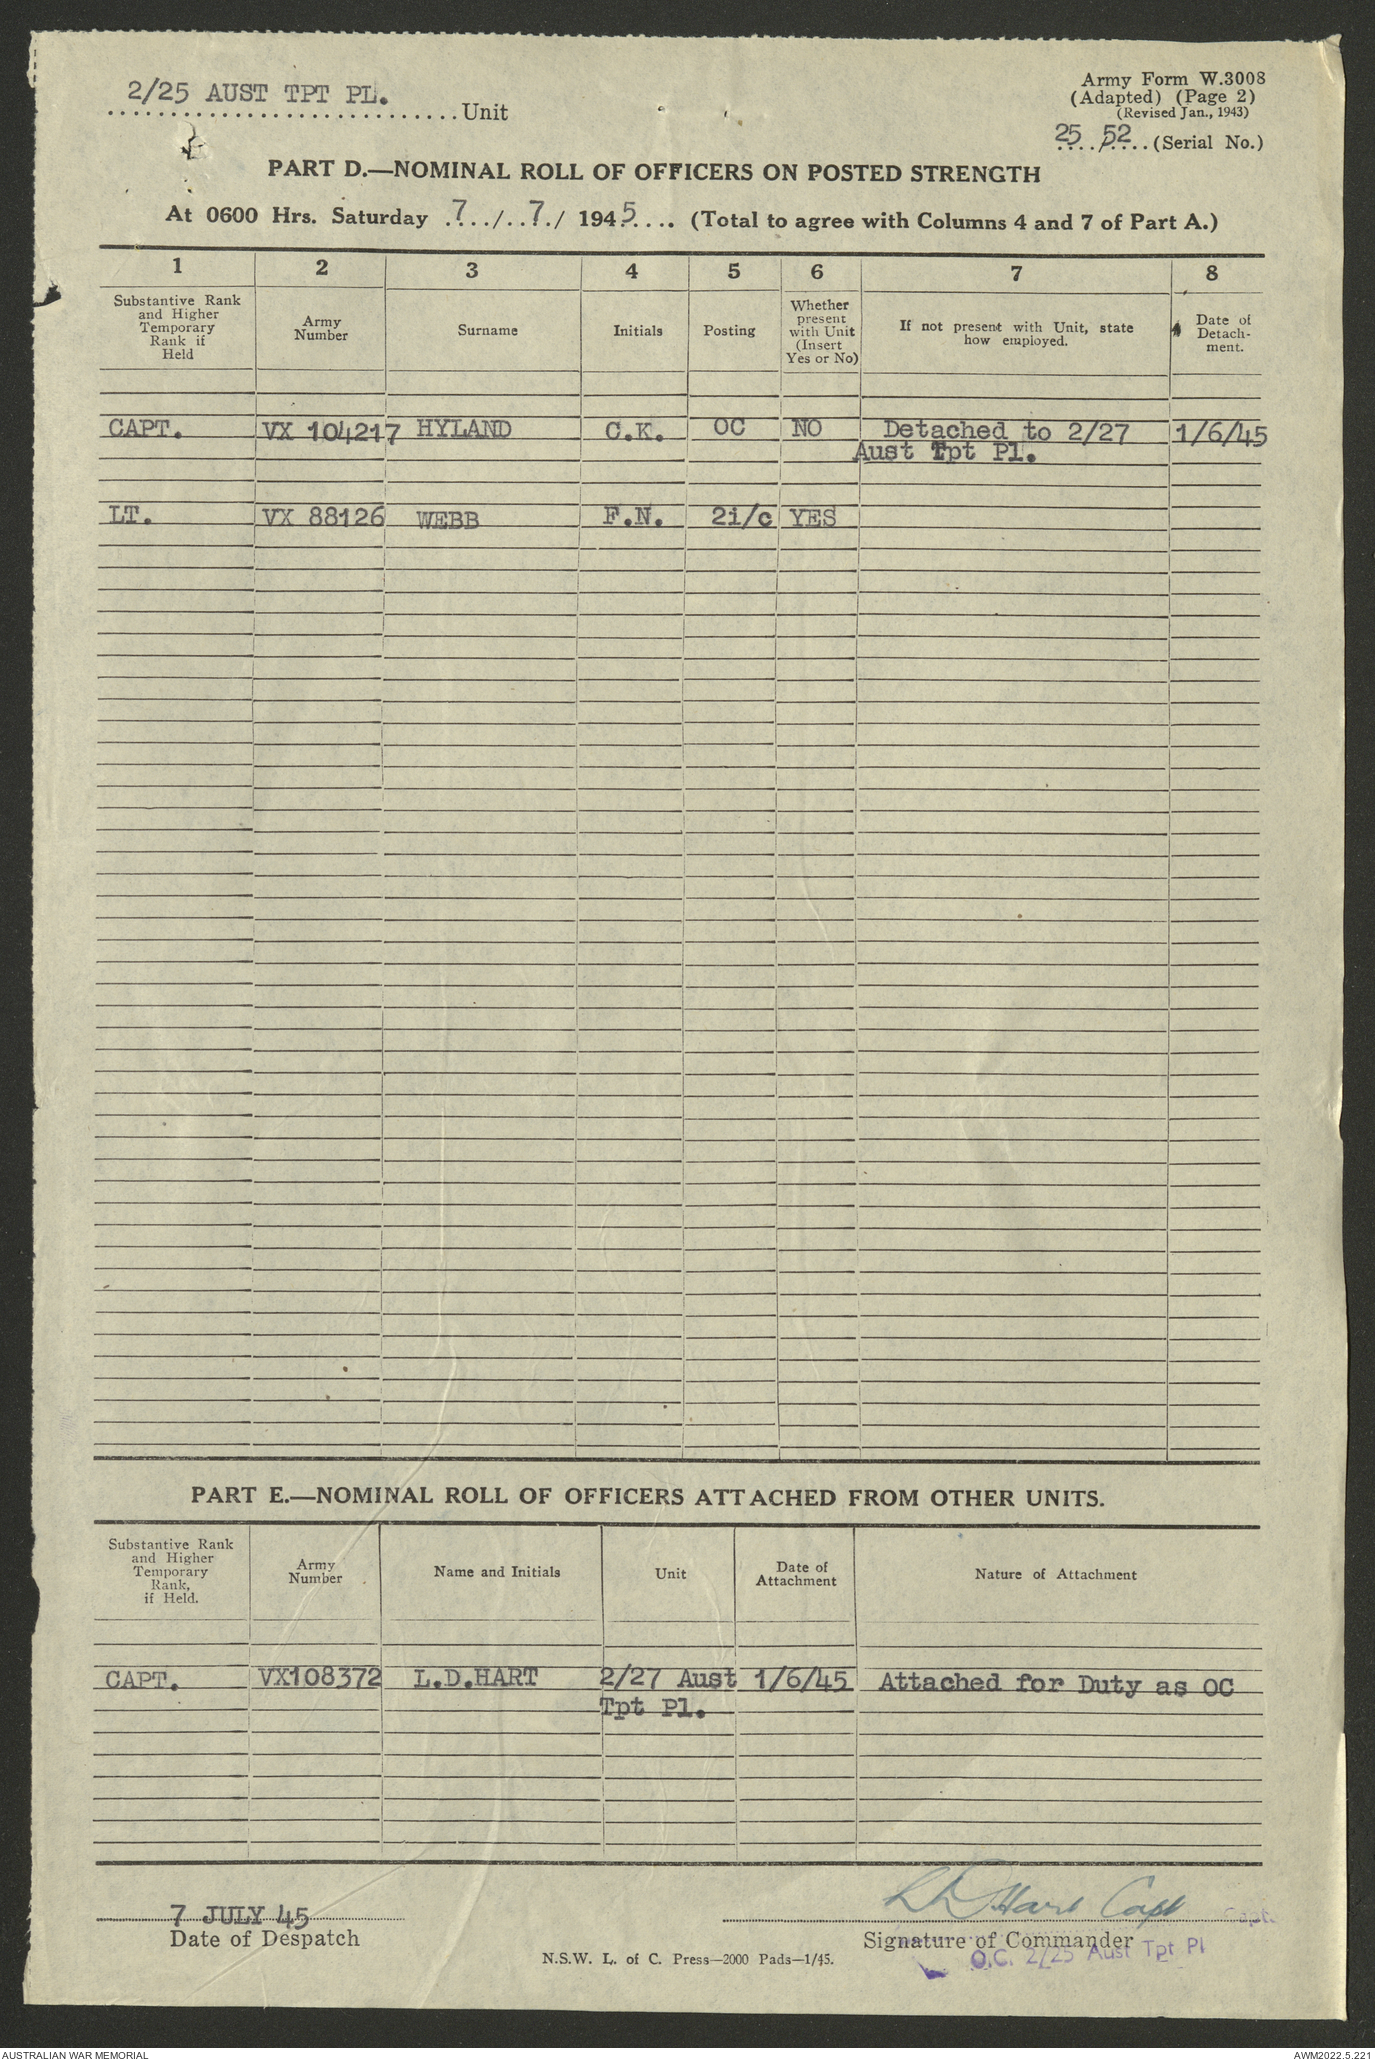 2/25 AUST TPT PL. Unit
Army Form W.3008
(Adapted) (Page 2)
(Revised Jan., 1943)
25 / 52 (Serial No.)
PART D.—NOMINAL ROLL OF OFFICERS ON POSTED STRENGTH
At 0600 Hrs. Saturday 7 / 7 / 1945 (Total to agree with Columns 4 and 7 of Part A.)
1 2 3 4 5 6 7 8
Substantive Rank and Higher Temporary Rank if Held
Army Number
Surname
Initials
Posting
Whether present with Unit (Insert Yes or No)
If not present with Unit, state how employed.
Date of Detachment.
CAPT. VX 104217 HYLAND C.K. OC NO Detached to 2/27 1/6/45
Aust Tpt Pl.
LT. VX 88126 WEBB F.N. 2i/c YES
PART E.—NOMINAL ROLL OF OFFICERS ATTACHED FROM OTHER UNITS.
Substantive Rank and Higher Temporary Rank, if Held.
Army Number
Name and Initials
Unit
Date of Attachment
Nature of Attachment
CAPT. VX108372 L.D.HART 2/27 Aust 1/6/45 Attached for Duty as OC
Tpt Pl.
L D Hart Capt
Capt.
7 JULY 45
Date of Despatch
Signature of Commander
O.C. 2/25 Aust Tpt Pl
N.S.W. L. of C. Press—2000 Pads—1/45.
AUSTRALIAN WAR MEMORIAL
AWM2022.5.221